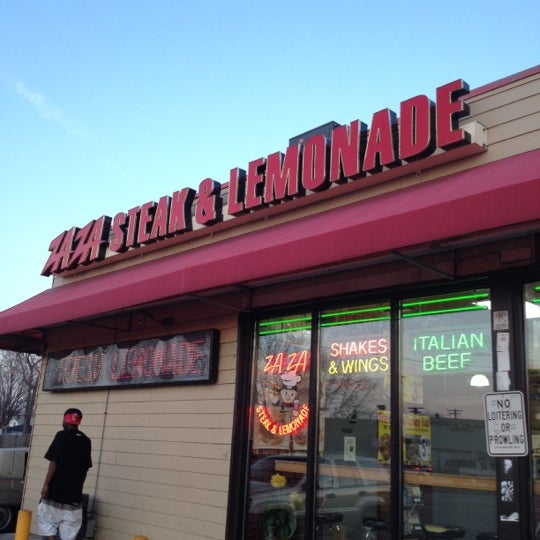 ZAZA STEAK & LEMONADE
ZAZA
STEAK & LEMONADE
SHAKES
& WINGS
ITALIAN
BEEF
NO
LOITERING
OR
PROWLING